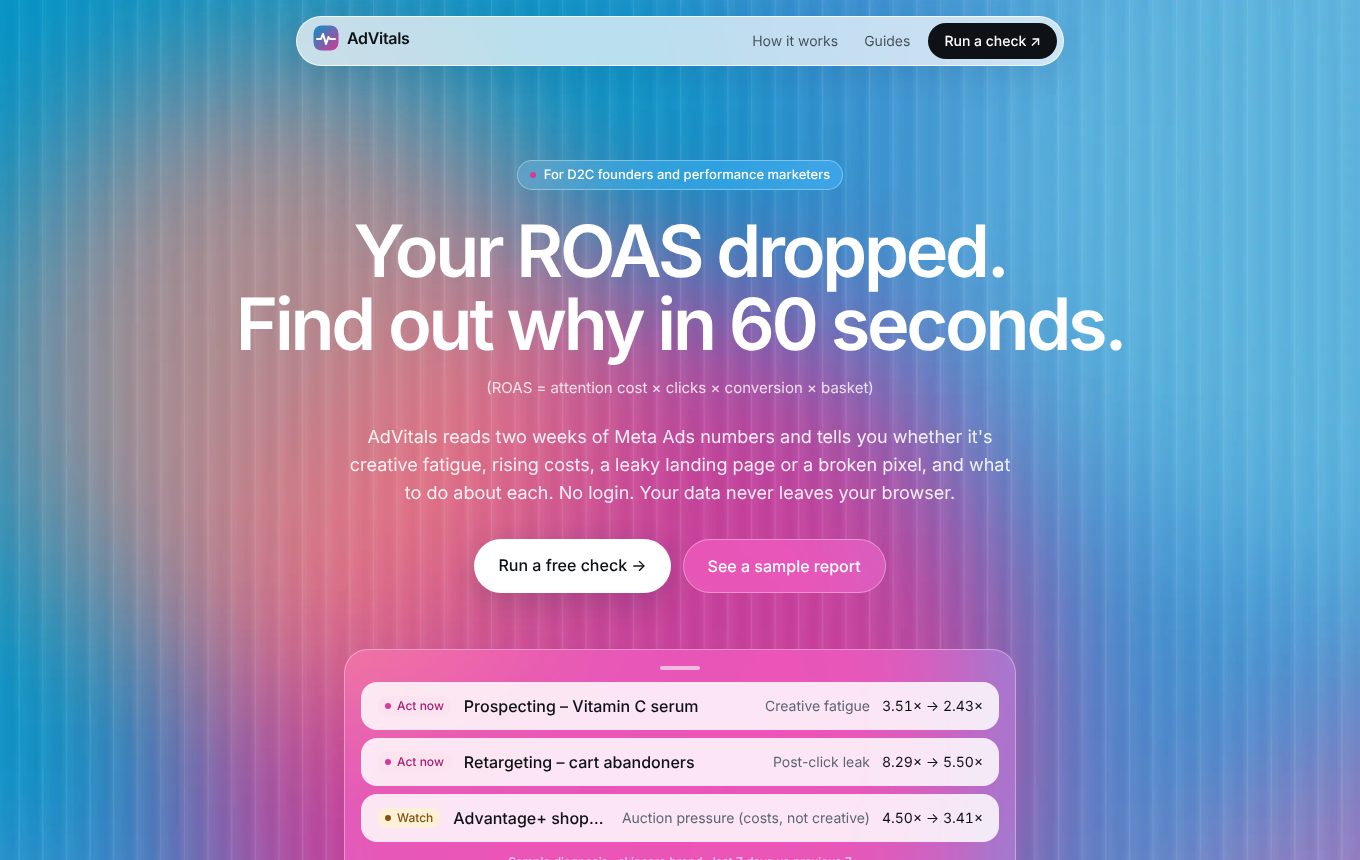 AdVitals How it works Guides Run a check ↗
For D2C founders and performance marketers
Your ROAS dropped.
Find out why in 60 seconds.
(ROAS = attention cost × clicks × conversion × basket)
AdVitals reads two weeks of Meta Ads numbers and tells you whether it's
creative fatigue, rising costs, a leaky landing page or a broken pixel, and what
to do about each. No login. Your data never leaves your browser.
Run a free check → See a sample report
Act now Prospecting – Vitamin C serum Creative fatigue 3.51× → 2.43×
Act now Retargeting – cart abandoners Post-click leak 8.29× → 5.50×
Watch Advantage+ shop... Auction pressure (costs, not creative) 4.50× → 3.41×